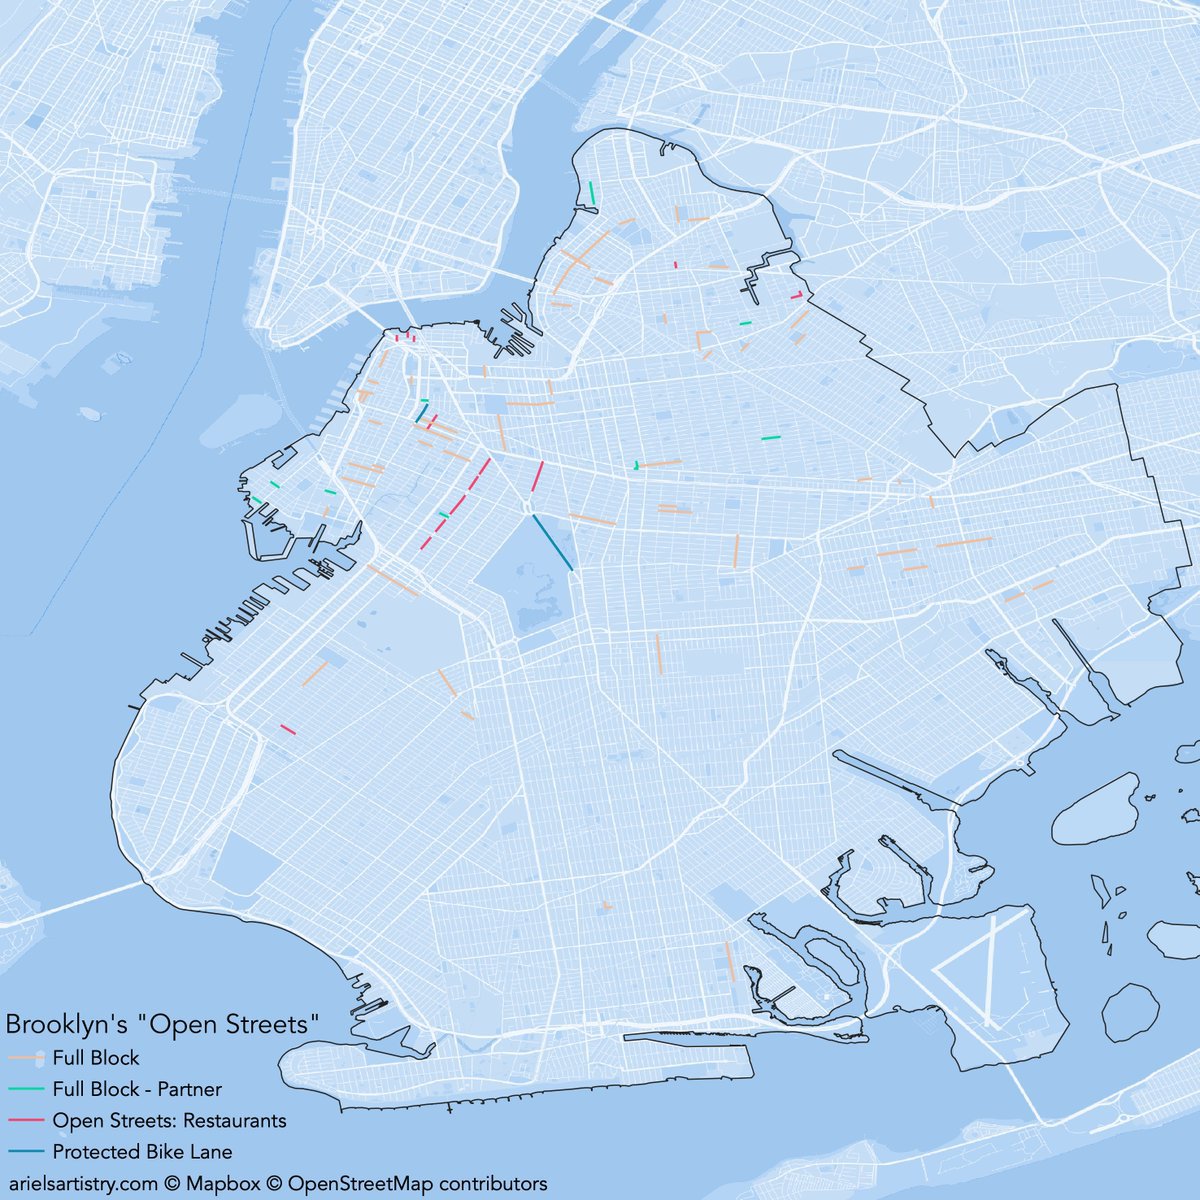 Brooklyn's "Open Streets"
Full Block
Full Block - Partner
Open Streets: Restaurants
Protected Bike Lane
arielsartistry.com © Mapbox © OpenStreetMap contributors